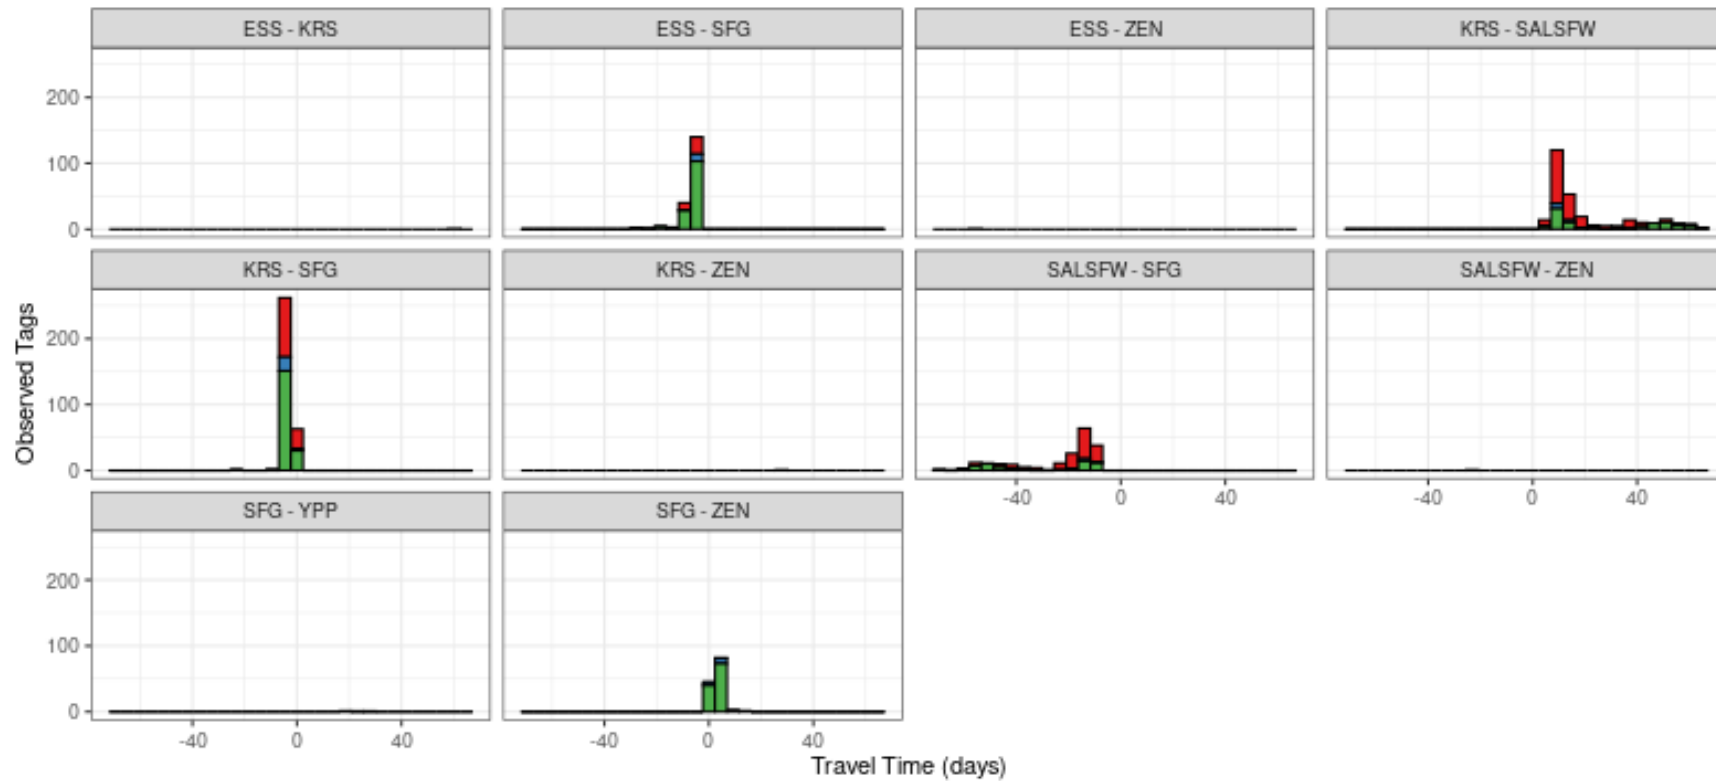 ESS - KRS
ESS - SFG
ESS - ZEN
KRS - SALSFW
200
100
0
KRS - SFG
KRS - ZEN
SALSFW - SFG
SALSFW - ZEN
200
100
0
-40 0 40
-40 0 40
SFG - YPP
SFG - ZEN
200
100
0
-40 0 40
-40 0 40
Observed Tags
Travel Time (days)